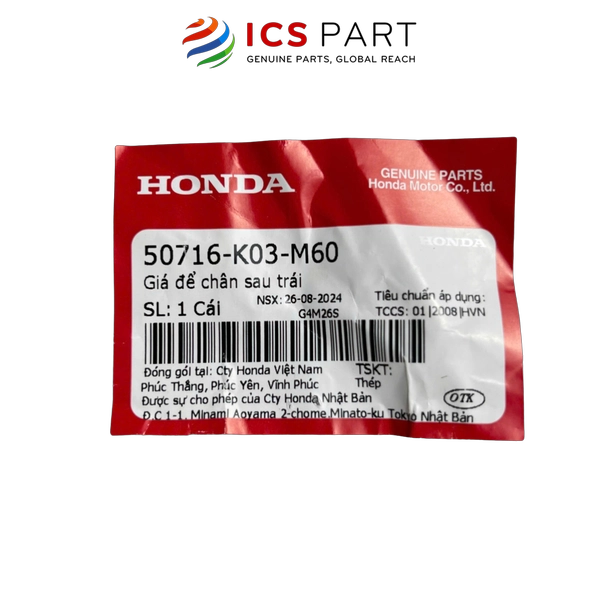 ICS PART
GENUINE PARTS, GLOBAL REACH
HONDA
GENUINE PARTS
Honda Motor Co., Ltd.
HONDA
50716-K03-M60
Giá để chân sau trái
SL: 1 Cái
NSX: 26-08-2024
G4M26S
Tiêu chuẩn áp dụng:
TCCS: 01|2008|HVN
Đóng gói tại: Cty Honda Việt Nam
TSKT:
Phúc Thắng, Phúc Yên, Vĩnh Phúc
Thép
Được sự cho phép của Cty Honda Nhật Bản
OTK
Đ.C 1-1, Minami Aoyama 2-chome, Minato-ku Tokyo Nhật Bản